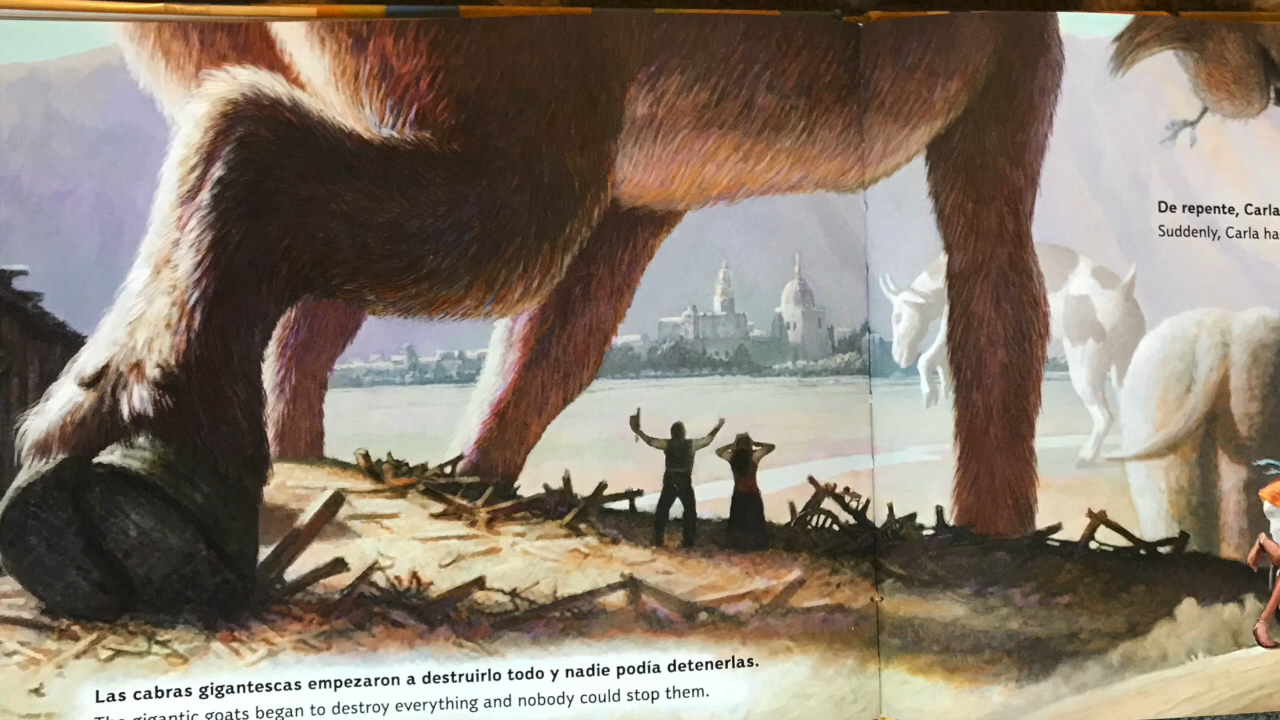 De repente, Carla
Suddenly, Carla ha
Las cabras gigantescas empezaron a destruirlo todo y nadie podía detenerlas.
The gigantic goats began to destroy everything and nobody could stop them.